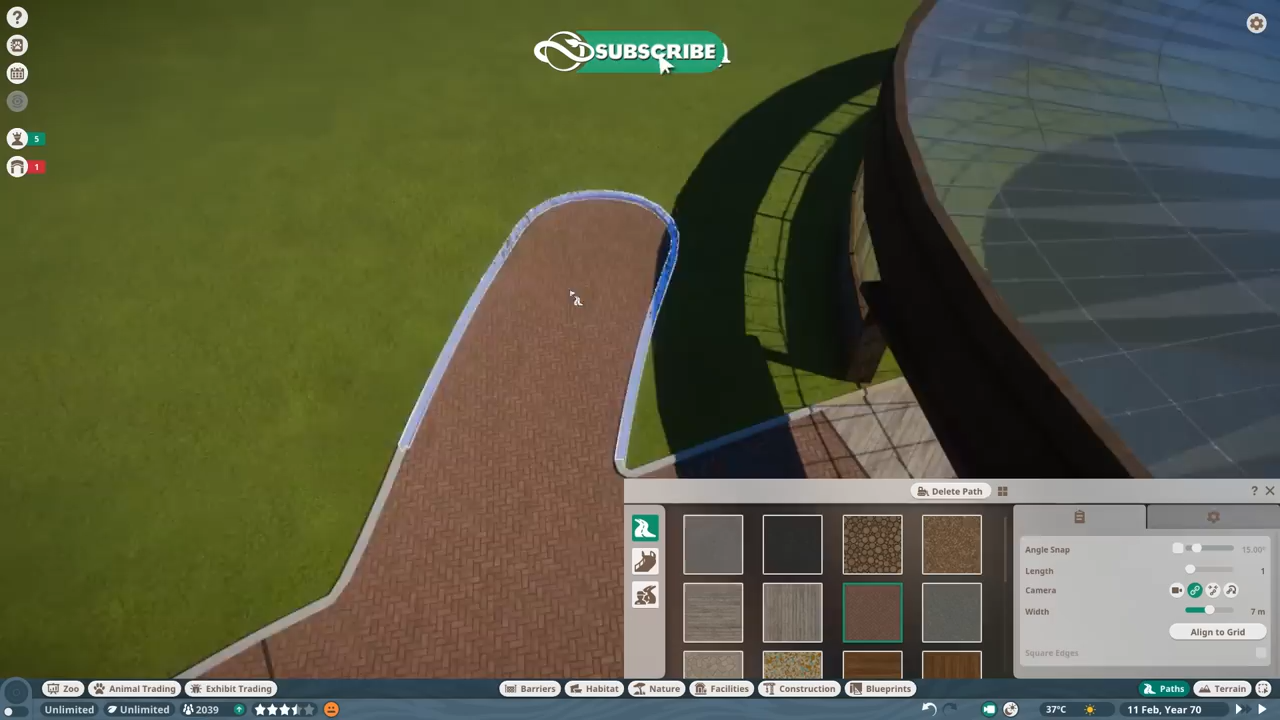 SUBSCRIBE
5
1
Delete Path
?
Angle Snap
15.00°
Length
1
Camera
Width
7 m
Align to Grid
Square Edges
Zoo
Animal Trading
Exhibit Trading
Barriers
Habitat
Nature
Facilities
Construction
Blueprints
Paths
Terrain
Unlimited
Unlimited
2039
37°C
11 Feb, Year 70